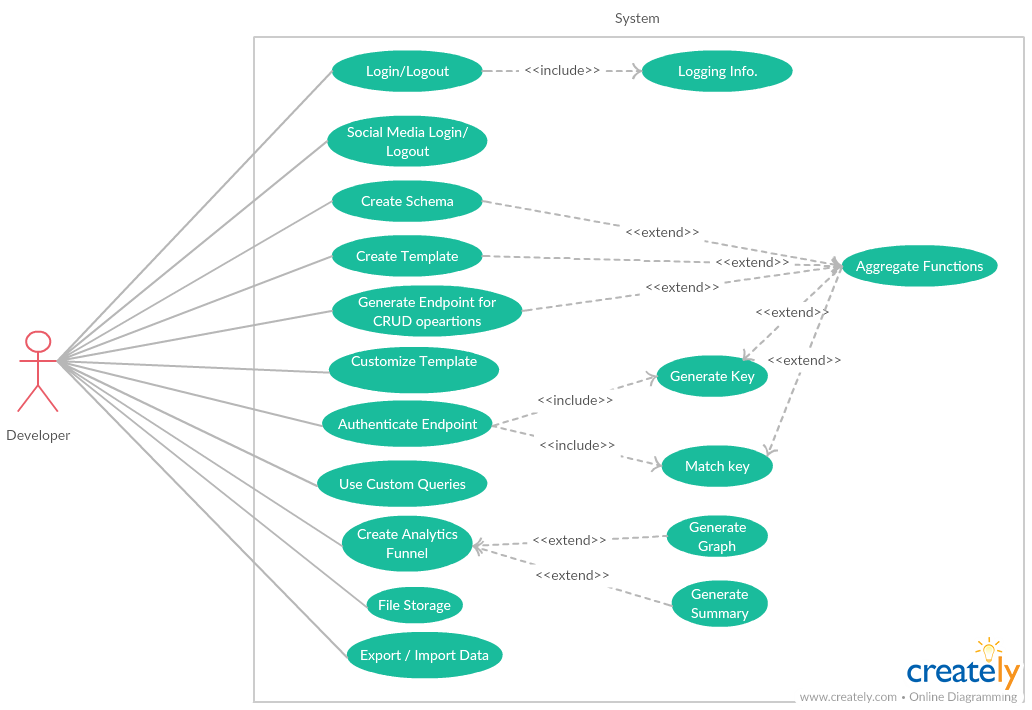 System
Login/Logout
<<include>>
Logging Info.
Social Media Login/
Logout
Create Schema
<<extend>>
Create Template
<<extend>>
Aggregate Functions
Generate Endpoint for
CRUD opeartions
<<extend>>
<<extend>>
Customize Template
<<extend>>
Generate Key
Developer
Authenticate Endpoint
<<include>>
<<include>>
Match key
Use Custom Queries
Create Analytics
Funnel
<<extend>>
Generate
Graph
<<extend>>
Generate
Summary
File Storage
Export / Import Data
creately
www.creately.com • Online Diagramming